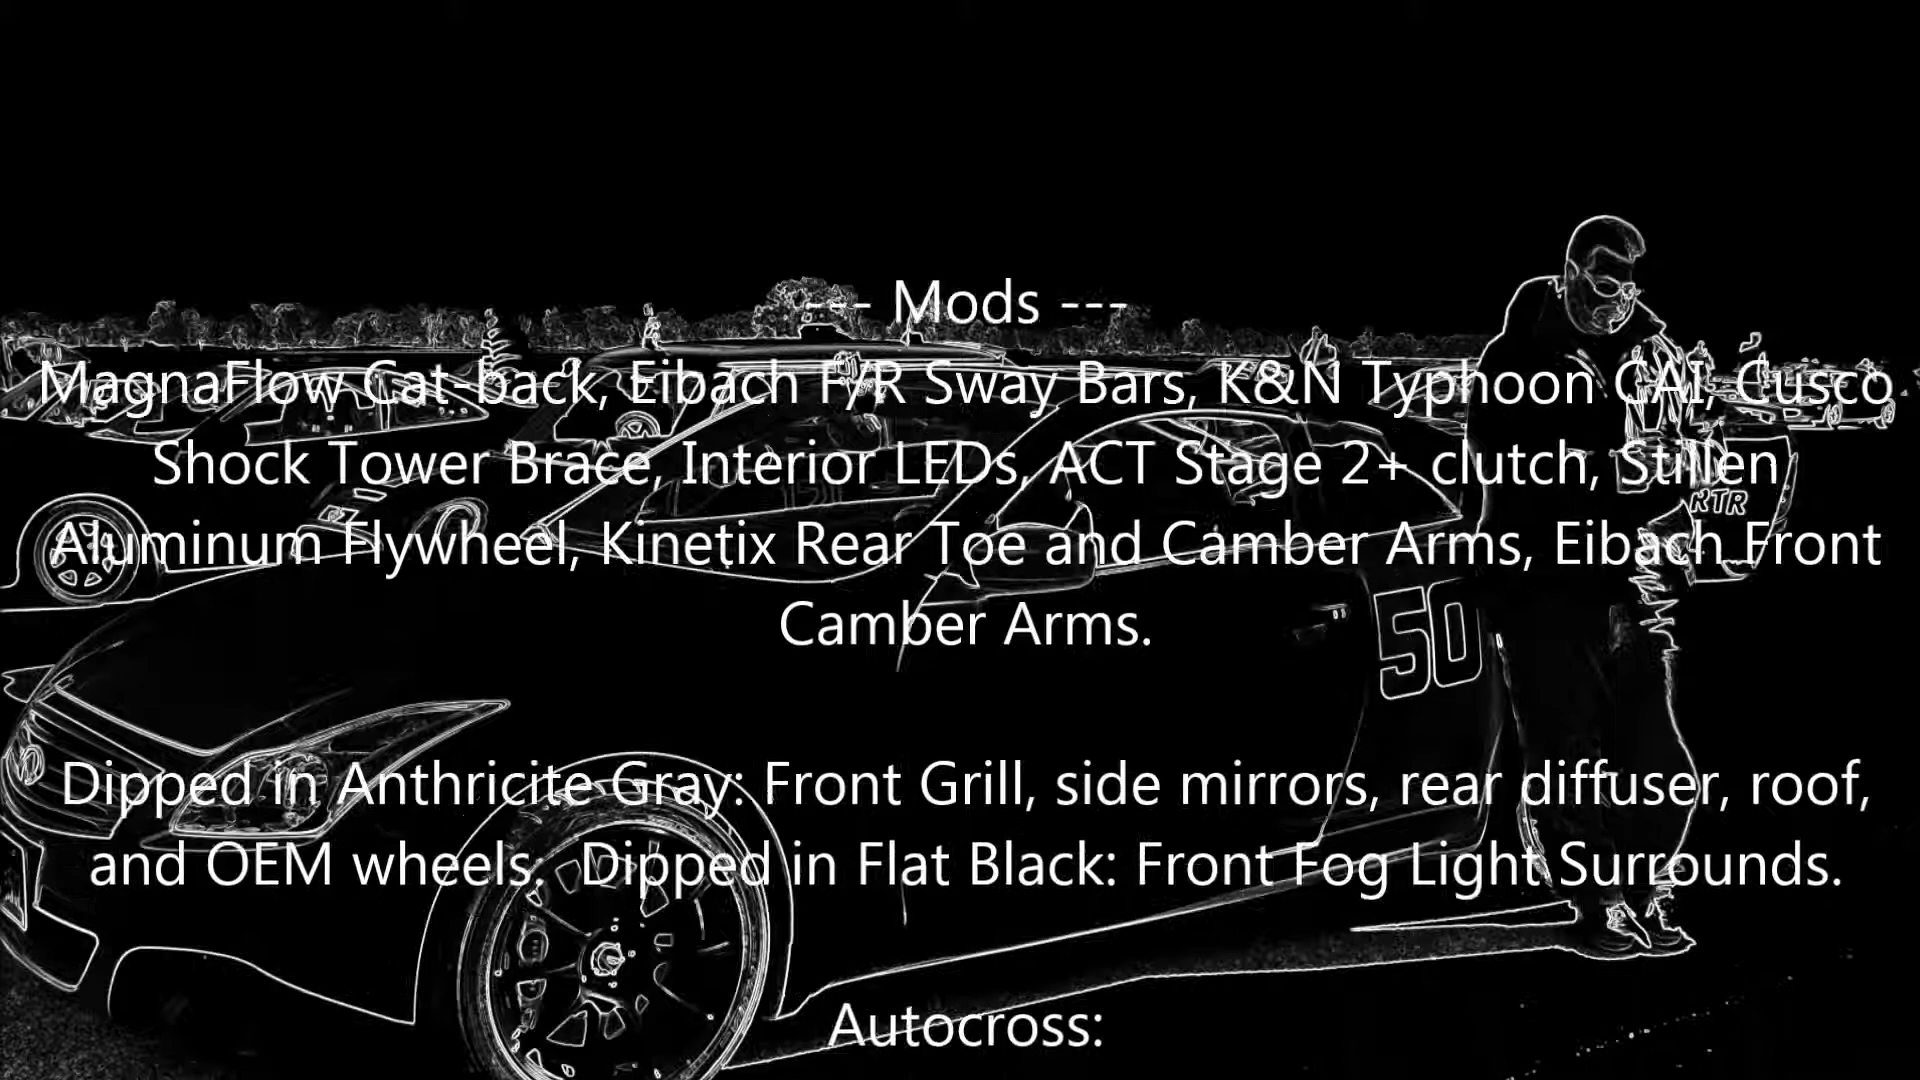 --- Mods ---
MagnaFlow Cat-back, Eibach F/R Sway Bars, K&N Typhoon CAI, Cusco
Shock Tower Brace, Interior LEDs, ACT Stage 2+ clutch, Stillen
RTR
Aluminum Flywheel, Kinetix Rear Toe and Camber Arms, Eibach Front
Camber Arms.
50
Dipped in Anthricite Gray: Front Grill, side mirrors, rear diffuser, roof,
and OEM wheels.  Dipped in Flat Black: Front Fog Light Surrounds.
Autocross: